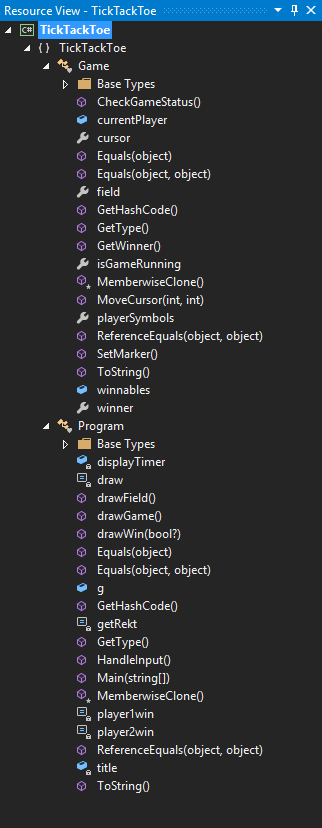 Resource View - TickTackToe
C# TickTackToe
{ } TickTackToe
Game
Base Types
CheckGameStatus()
currentPlayer
cursor
Equals(object)
Equals(object, object)
field
GetHashCode()
GetType()
GetWinner()
isGameRunning
MemberwiseClone()
MoveCursor(int, int)
playerSymbols
ReferenceEquals(object, object)
SetMarker()
ToString()
winnables
winner
Program
Base Types
displayTimer
draw
drawField()
drawGame()
drawWin(bool?)
Equals(object)
Equals(object, object)
g
GetHashCode()
getRekt
GetType()
HandleInput()
Main(string[])
MemberwiseClone()
player1win
player2win
ReferenceEquals(object, object)
title
ToString()